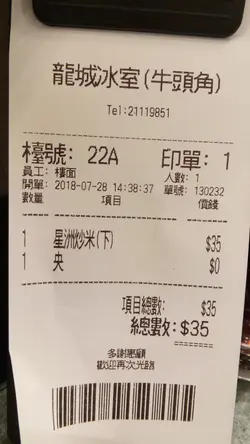 龍城冰室(牛頭角)
Tel:21119851
檯號: 22A 印單: 1
員工: 樓面 人數: 1
開單: 2018-07-28 14:38:37 單號: 130232
數量 項目 價錢
1 星洲炒米(下) $35
1 央 $0
項目總數: $35
總數: $35
多謝惠顧
歡迎再次光臨